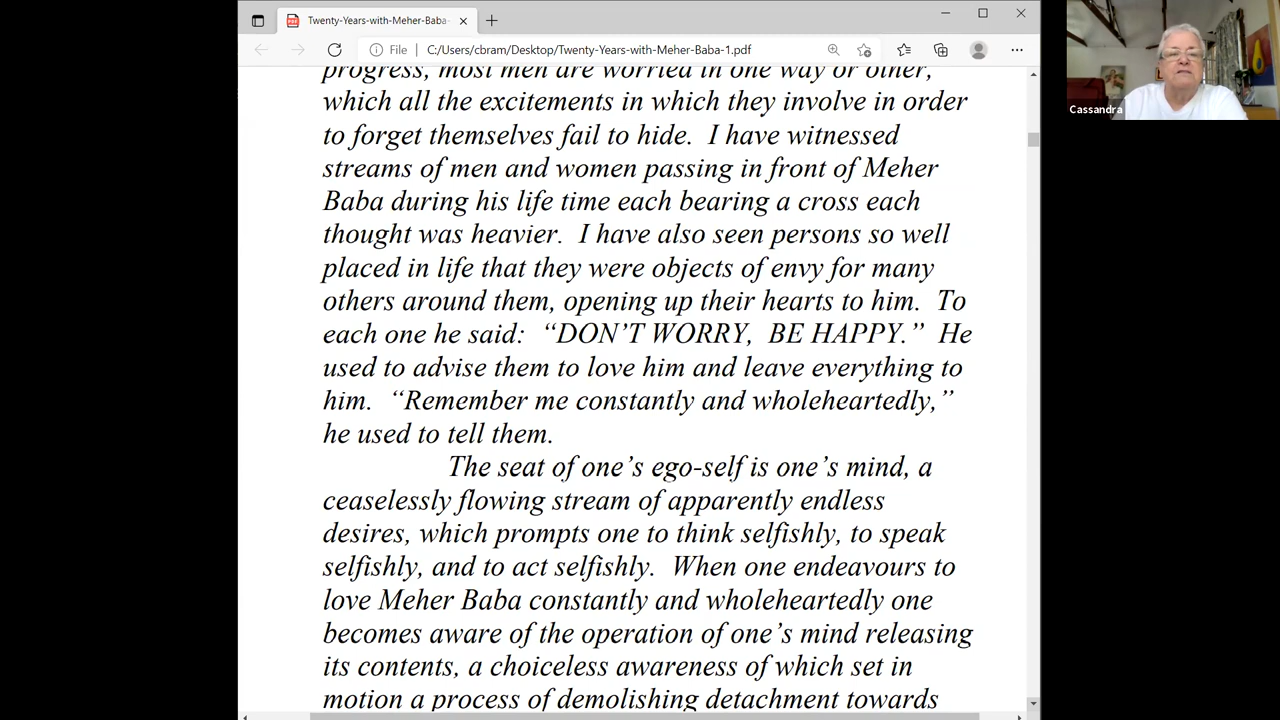 Twenty-Years-with-Meher-Baba-
File
C:/Users/cbram/Desktop/Twenty-Years-with-Meher-Baba-1.pdf
Cassandra
progress, most men are worried in one way or other,
which all the excitements in which they involve in order
to forget themselves fail to hide. I have witnessed
streams of men and women passing in front of Meher
Baba during his life time each bearing a cross each
thought was heavier. I have also seen persons so well
placed in life that they were objects of envy for many
others around them, opening up their hearts to him. To
each one he said: “DON’T WORRY, BE HAPPY.” He
used to advise them to love him and leave everything to
him. “Remember me constantly and wholeheartedly,”
he used to tell them.
The seat of one’s ego-self is one’s mind, a
ceaselessly flowing stream of apparently endless
desires, which prompts one to think selfishly, to speak
selfishly, and to act selfishly. When one endeavours to
love Meher Baba constantly and wholeheartedly one
becomes aware of the operation of one’s mind releasing
its contents, a choiceless awareness of which set in
motion a process of demolishing detachment towards